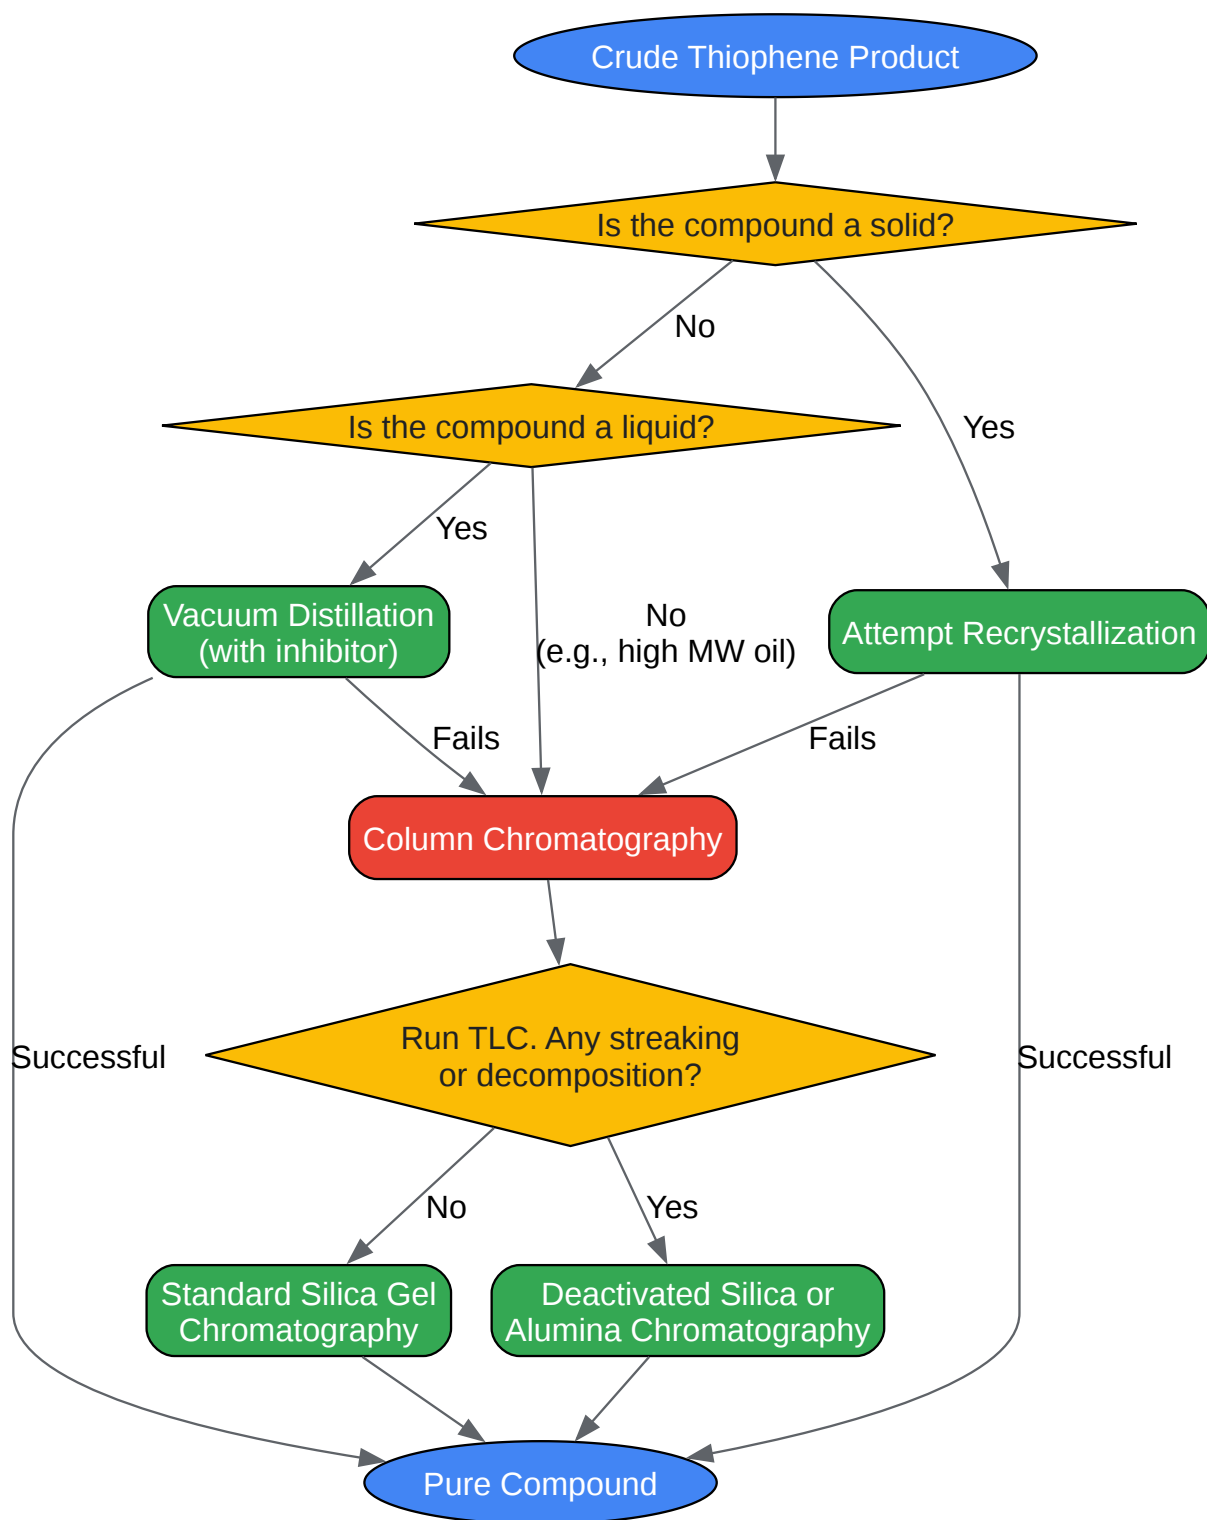 Crude Thiophene Product
Is the compound a solid?
No
Is the compound a liquid?
Yes
Yes
Vacuum Distillation
(with inhibitor)
No
(e.g., high MW oil)
Attempt Recrystallization
Fails
Fails
Column Chromatography
Run TLC. Any streaking
or decomposition?
Successful
Successful
No
Yes
Standard Silica Gel
Chromatography
Deactivated Silica or
Alumina Chromatography
Pure Compound